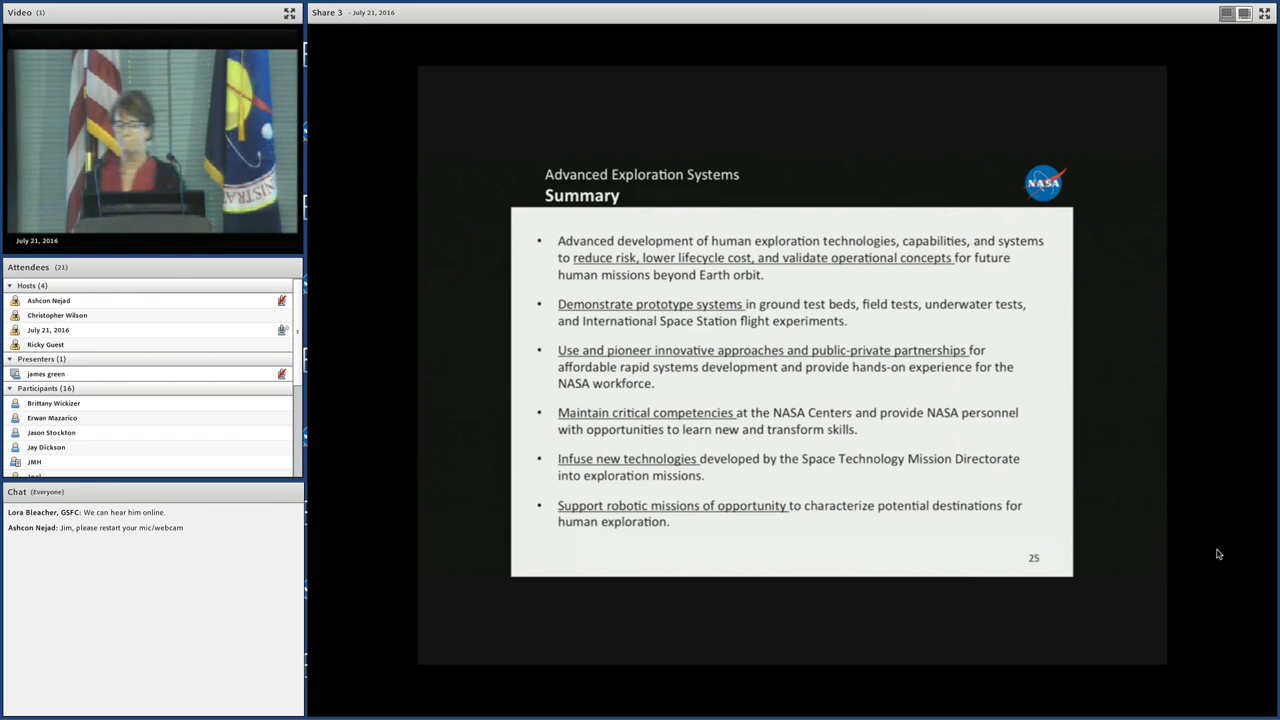 Video (1)
Share 3 - July 21, 2016
NISTRA
July 21, 2016
Attendees (21)
Hosts (4)
Ashcon Nejad
Christopher Wilson
July 21, 2016
Ricky Guest
Presenters (1)
james green
Participants (16)
Brittany Wickizer
Erwan Mazarico
Jason Stockton
Jay Dickson
JMH
Chat (Everyone)
Lora Bleacher, GSFC: We can hear him online.
Ashcon Nejad: Jim, please restart your mic/webcam
Advanced Exploration Systems
Summary
NASA
• Advanced development of human exploration technologies, capabilities, and systems
to reduce risk, lower lifecycle cost, and validate operational concepts for future
human missions beyond Earth orbit.
• Demonstrate prototype systems in ground test beds, field tests, underwater tests,
and International Space Station flight experiments.
• Use and pioneer innovative approaches and public-private partnerships for
affordable rapid systems development and provide hands-on experience for the
NASA workforce.
• Maintain critical competencies at the NASA Centers and provide NASA personnel
with opportunities to learn new and transform skills.
• Infuse new technologies developed by the Space Technology Mission Directorate
into exploration missions.
• Support robotic missions of opportunity to characterize potential destinations for
human exploration.
25